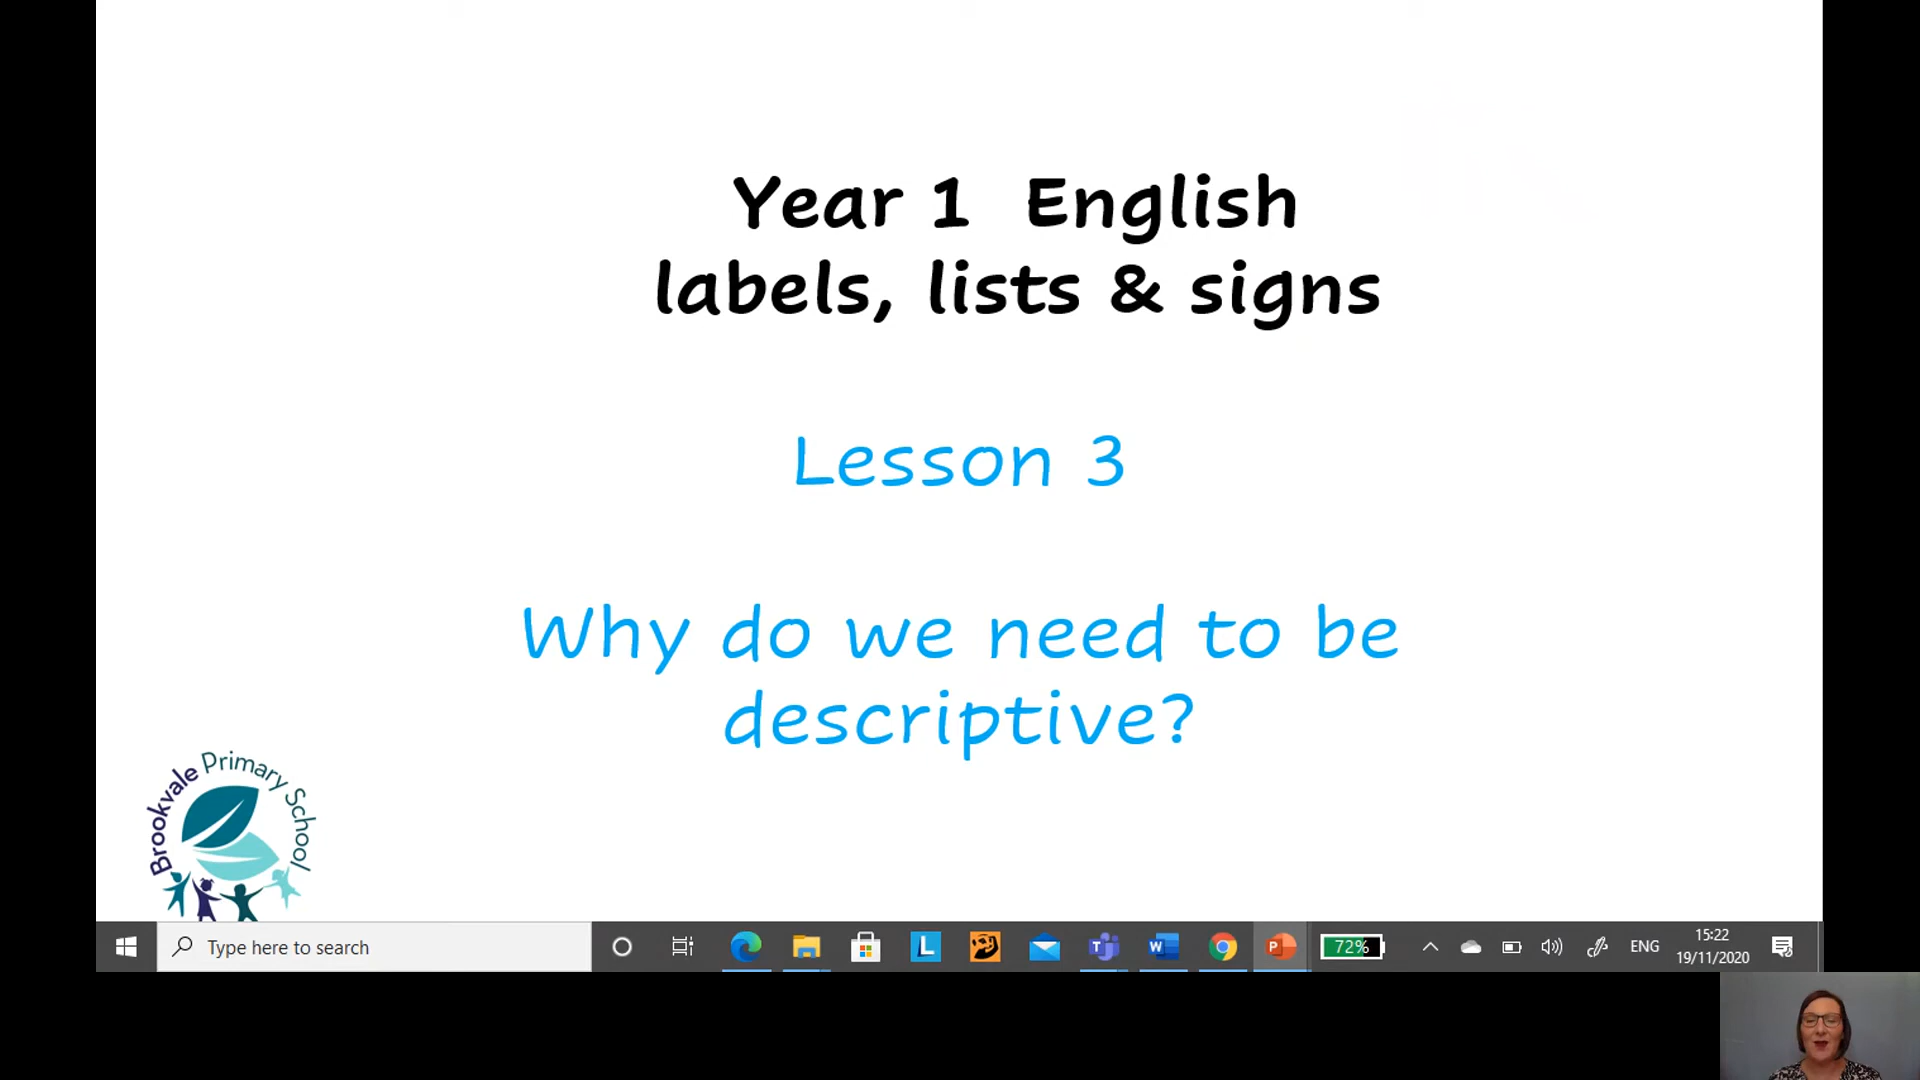 Year 1 English
labels, lists & signs
Lesson 3
Why do we need to be
descriptive?
Brookvale Primary School
Type here to search
L
T
W
P
72%
ENG
15:22
19/11/2020